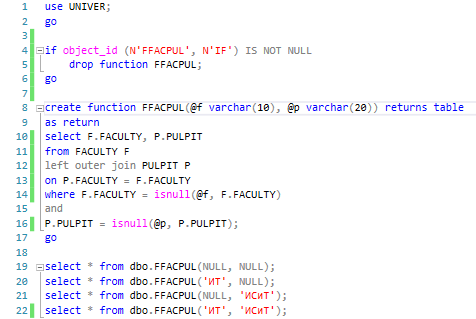 1 use UNIVER;
2 go
3
4 if object_id (N'FFACPUL', N'IF') IS NOT NULL
5 drop function FFACPUL;
6 go
7
8 create function FFACPUL(@f varchar(10), @p varchar(20)) returns table
9 as return
10 select F.FACULTY, P.PULPIT
11 from FACULTY F
12 left outer join PULPIT P
13 on P.FACULTY = F.FACULTY
14 where F.FACULTY = isnull(@f, F.FACULTY)
15 and
16 P.PULPIT = isnull(@p, P.PULPIT);
17 go
18
19 select * from dbo.FFACPUL(NULL, NULL);
20 select * from dbo.FFACPUL('ИТ', NULL);
21 select * from dbo.FFACPUL(NULL, 'ИСиТ');
22 select * from dbo.FFACPUL('ИТ', 'ИСиТ');